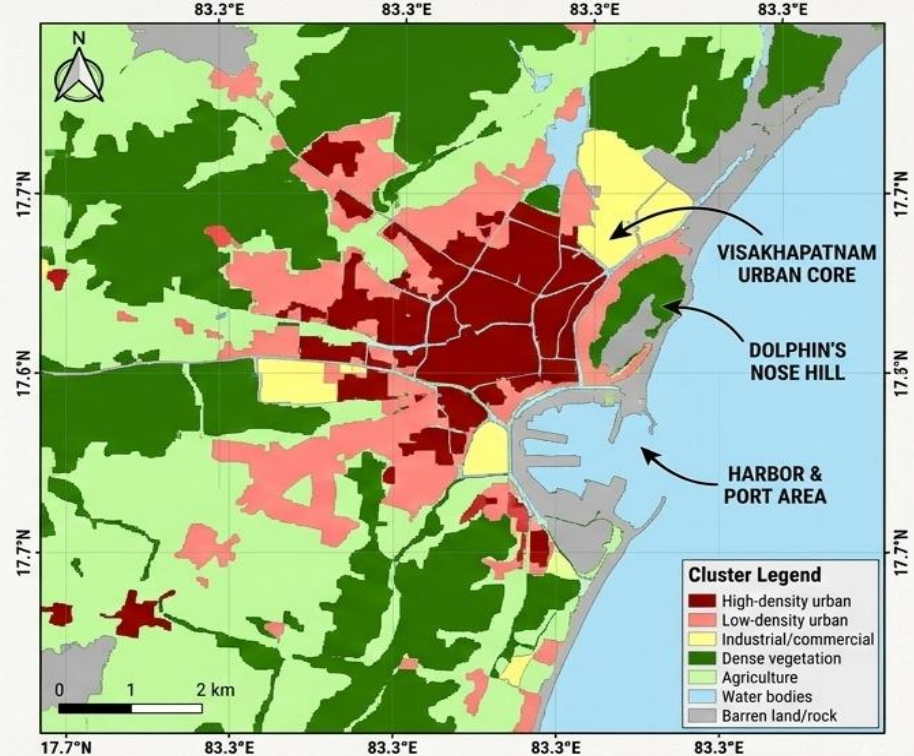 83.3°E 83.3°E 83.3°E 83.3°E
N
17.7°N 17.7°N
VISAKHAPATNAM
URBAN CORE
DOLPHIN'S
NOSE HILL
17.6°N
HARBOR &
PORT AREA
17.7°N 17.7°N
Cluster Legend
High-density urban
Low-density urban
Industrial/commercial
Dense vegetation
Agriculture
Water bodies
Barren land/rock
0 1 2 km
17.7°N 83.3°E 83.3°E 83.3°E 83.3°E